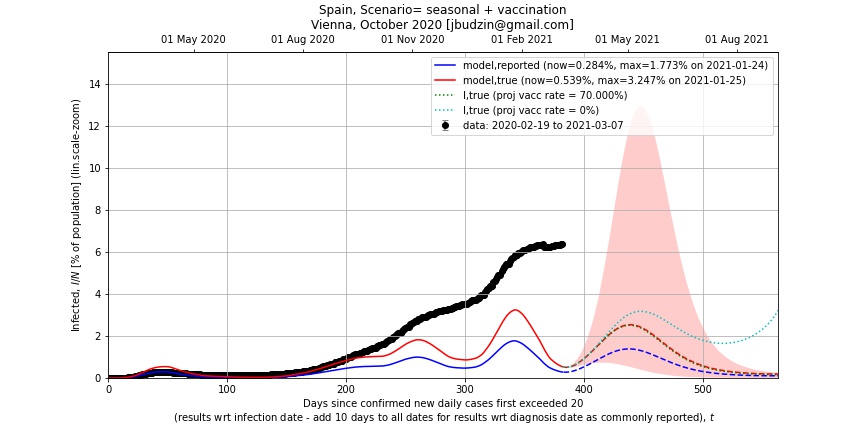 Spain, Scenario= seasonal + vaccination
Vienna, October 2020 [jbudzin@gmail.com]
01 May 2020 01 Aug 2020 01 Nov 2020 01 Feb 2021 01 May 2021 01 Aug 2021
model,reported (now=0.284%, max=1.773% on 2021-01-24)
model,true (now=0.539%, max=3.247% on 2021-01-25)
I,true (proj vacc rate = 70.000%)
I,true (proj vacc rate = 0%)
data: 2020-02-19 to 2021-03-07
Infected, I/N [% of population] (lin.scale-zoom)
14
12
10
8
6
4
2
0
0 100 200 300 400 500
Days since confirmed new daily cases first exceeded 20
(results wrt infection date - add 10 days to all dates for results wrt diagnosis date as commonly reported), t